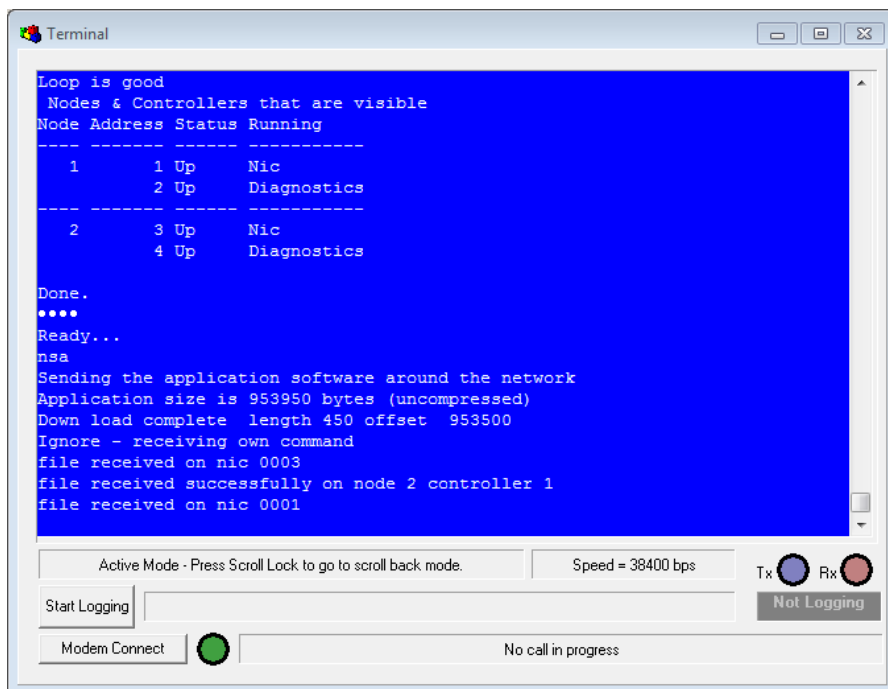 Terminal
Loop is good
Nodes & Controllers that are visible
Node Address Status Running
---- ------- ------ -----------
1 1 Up Nic
2 Up Diagnostics
---- ------- ------ -----------
2 3 Up Nic
4 Up Diagnostics
Done.
••••
Ready...
nsa
Sending the application software around the network
Application size is 953950 bytes (uncompressed)
Down load complete length 450 offset 953500
Ignore - receiving own command
file received on nic 0003
file received successfully on node 2 controller 1
file received on nic 0001
Active Mode - Press Scroll Lock to go to scroll back mode.
Speed = 38400 bps
Tx
Rx
Start Logging
Not Logging
Modem Connect
No call in progress